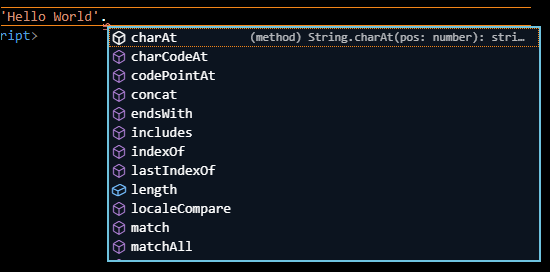 'Hello World'.
charAt (method) String.charAt(pos: number): stri…
ript>
charCodeAt
codePointAt
concat
endsWith
includes
indexOf
lastIndexOf
length
localeCompare
match
matchAll